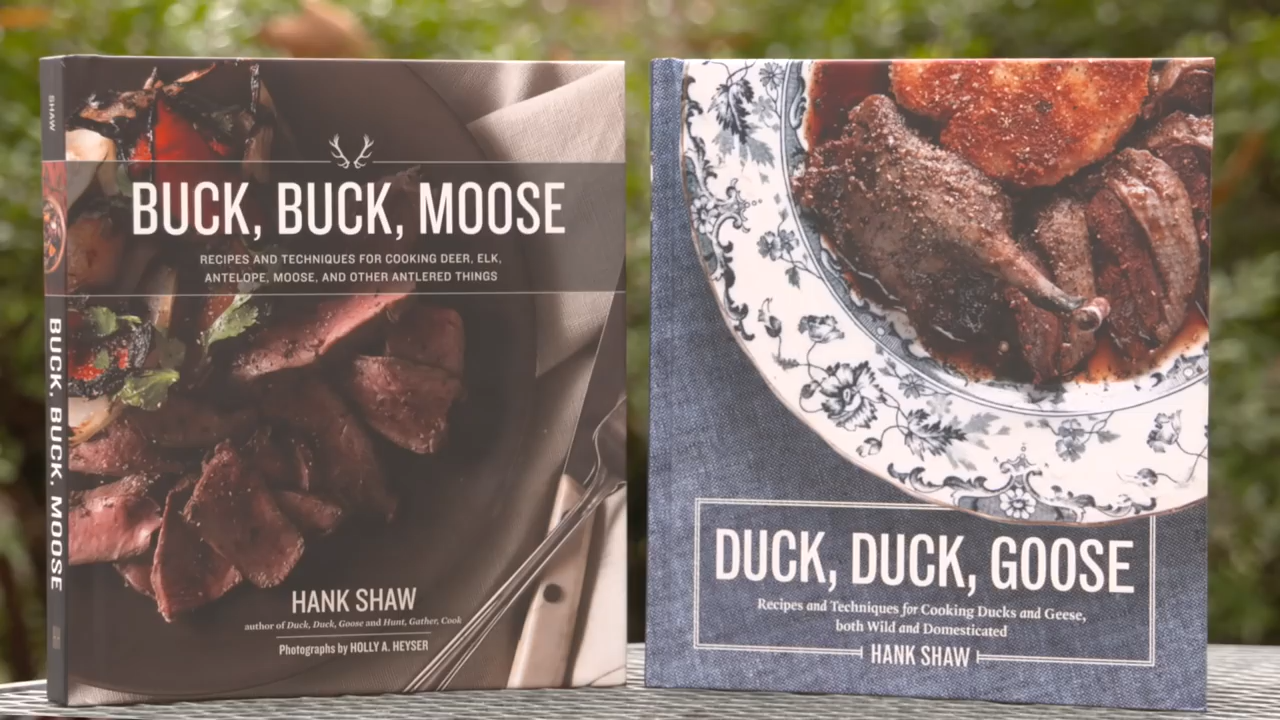 SHAW
BUCK, BUCK, MOOSE
BUCK, BUCK, MOOSE
RECIPES AND TECHNIQUES FOR COOKING DEER, ELK,
ANTELOPE, MOOSE, AND OTHER ANTLERED THINGS
HANK SHAW
author of Duck, Duck, Goose and Hunt, Gather, Cook
Photographs by HOLLY A. HEYSER
DUCK, DUCK, GOOSE
Recipes and Techniques for Cooking Ducks and Geese,
both Wild and Domesticated
HANK SHAW